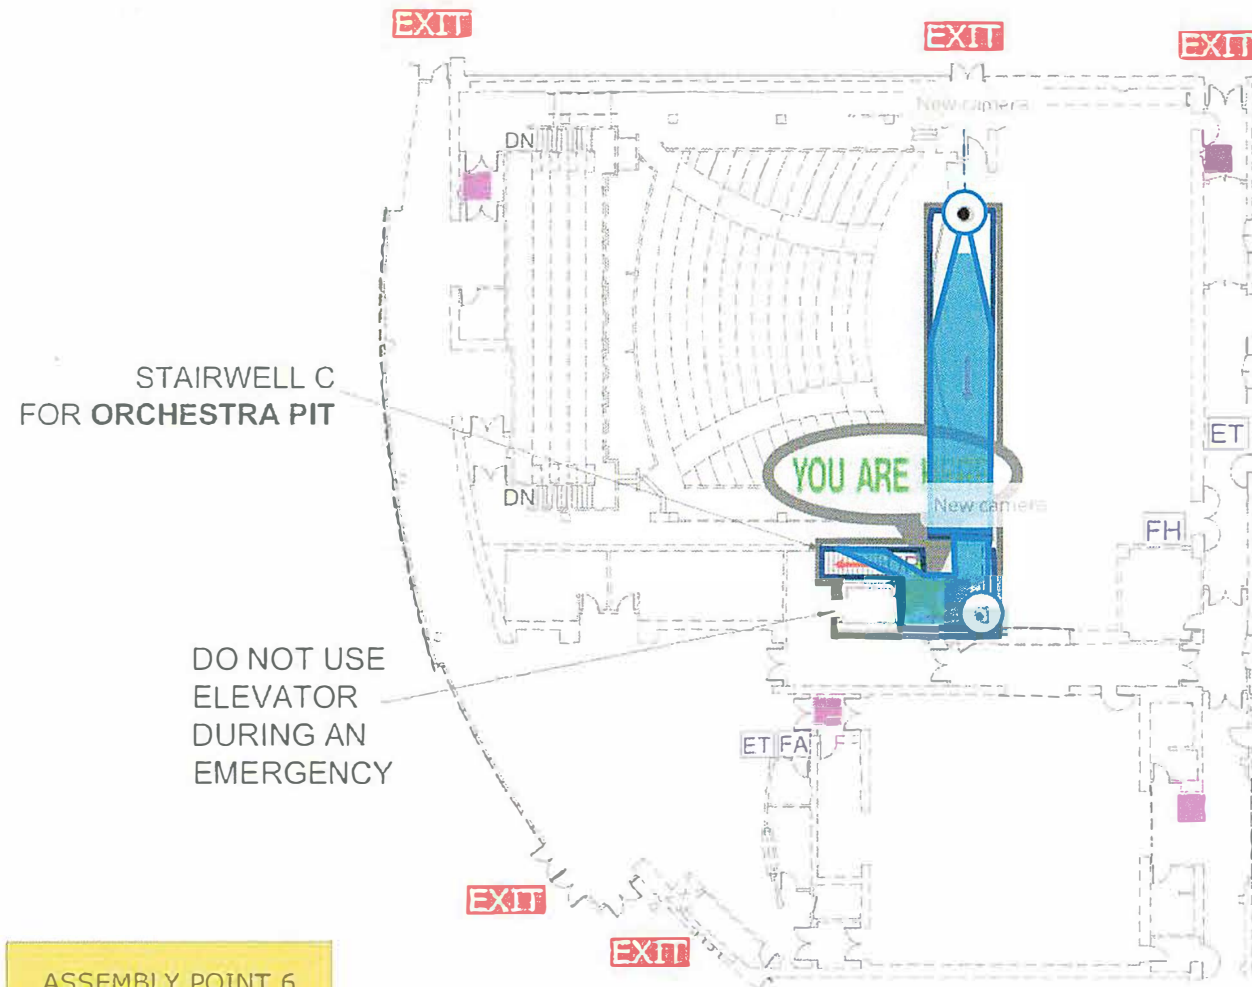 EXIT
EXIT
EXIT
New camera
DN
STAIRWELL C
FOR ORCHESTRA PIT
ET
YOU ARE
New camera
DN
FH
DO NOT USE
ELEVATOR
DURING AN
EMERGENCY
ET FA F
EXIT
EXIT
ASSEMBLY POINT 6